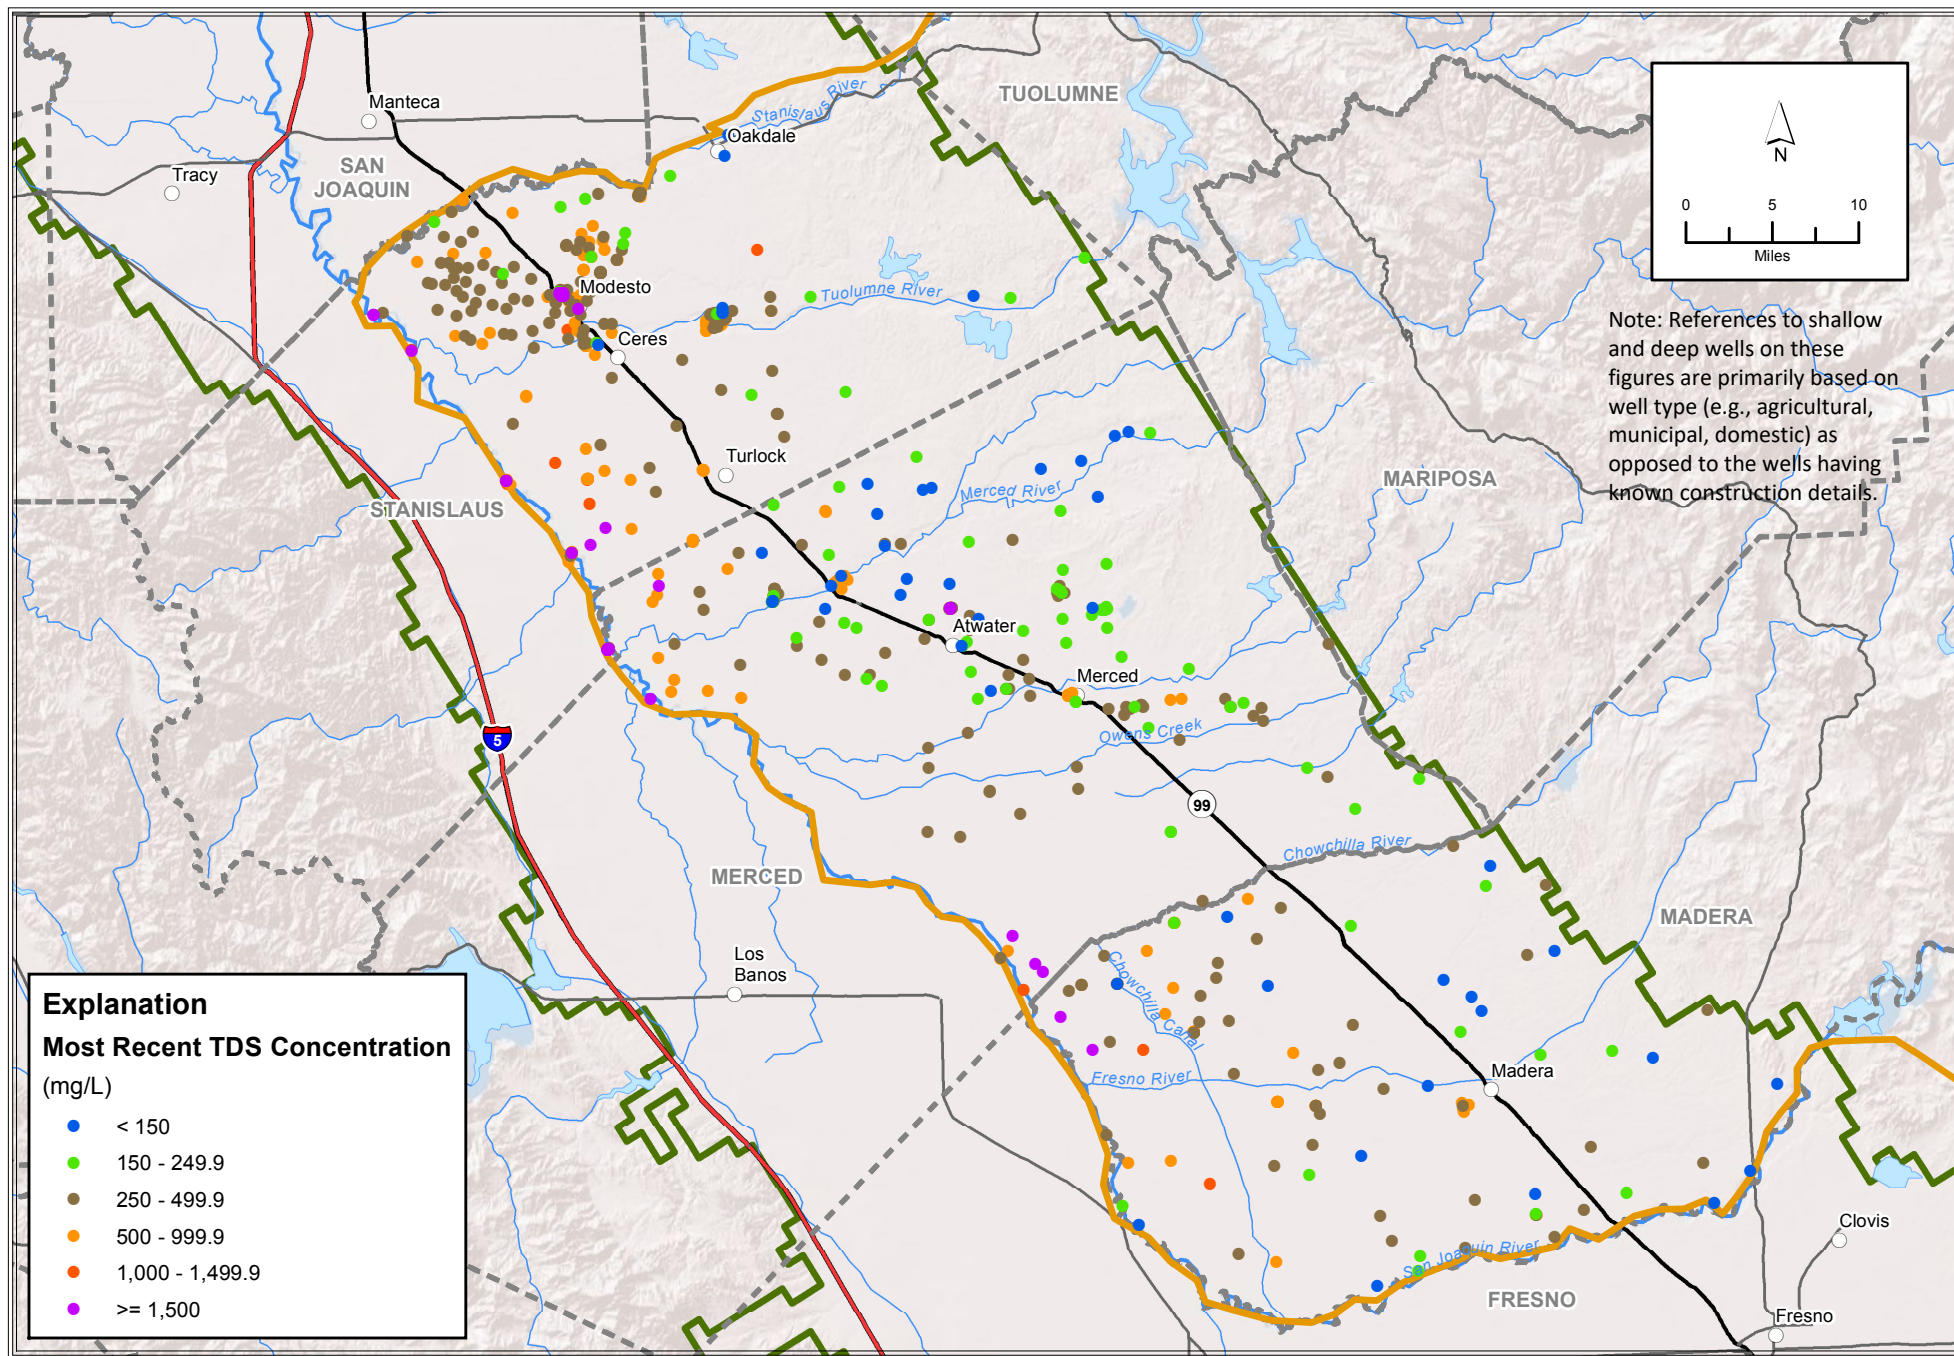 Manteca
Tracy
SAN
JOAQUIN
Stanislaus River
Oakdale
TUOLUMNE
N
0 5 10
Miles
Note: References to shallow
and deep wells on these
figures are primarily based on
well type (e.g., agricultural,
municipal, domestic) as
opposed to the wells having
known construction details.
Modesto
Tuolumne River
Ceres
Turlock
Merced River
MARIPOSA
STANISLAUS
Atwater
Merced
Owens Creek
5
99
Chowchilla River
MERCED
MADERA
Los
Banos
Chowchilla Canal
Fresno River
Madera
San Joaquin River
Clovis
FRESNO
Fresno
Explanation
Most Recent TDS Concentration
(mg/L)
< 150
150 - 249.9
250 - 499.9
500 - 999.9
1,000 - 1,499.9
>= 1,500